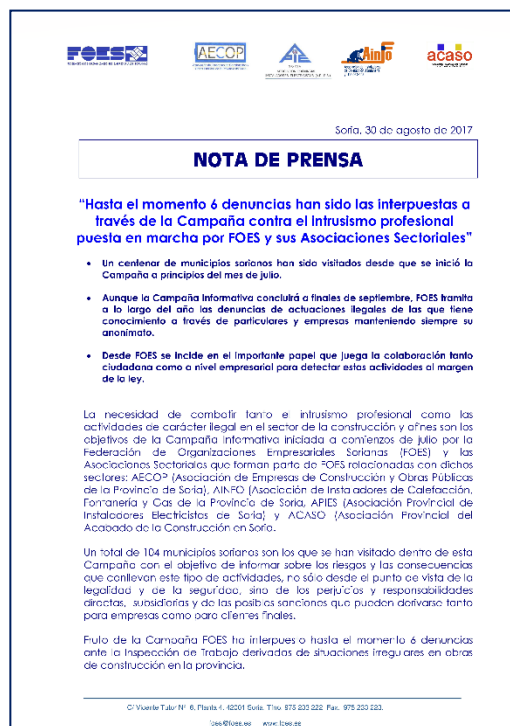 FOES
AECOP
Ainfo
acaso
Soria, 30 de agosto de 2017
NOTA DE PRENSA
"Hasta el momento 6 denuncias han sido las interpuestas a
través de la Campaña contra el intrusismo profesional
puesta en marcha por FOES y sus Asociaciones Sectoriales"
• Un centenar de municipios sorianos han sido visitados desde que se inició la
Campaña a principios del mes de julio.
• Aunque la Campaña Informativa concluirá a finales de septiembre, FOES tramita
a lo largo del año las denuncias de actuaciones ilegales de las que tiene
conocimiento a través de particulares y empresas manteniendo siempre su
anonimato.
• Desde FOES se incide en el importante papel que juega la colaboración tanto
ciudadana como a nivel empresarial para detectar estas actividades al margen
de la ley.
La necesidad de combatir tanto el intrusismo profesional como las
actividades de carácter ilegal en el sector de la construcción y afines son los
objetivos de la Campaña Informativa iniciada a comienzos de julio por la
Federación de Organizaciones Empresariales Sorianas (FOES) y las
Asociaciones Sectoriales que forman parte de FOES relacionadas con dichos
sectores: AECOP (Asociación de Empresas de Construcción y Obras Públicas
de la Provincia de Soria), AINFO (Asociación de Instaladores de Calefacción,
Fontanería y Gas de la Provincia de Soria, APIES (Asociación Provincial de
Instaladores Electricistas de Soria) y ACASO (Asociación Provincial del
Acabado de la Construcción en Soria.
Un total de 104 municipios sorianos son los que se han visitado dentro de esta
Campaña con el objetivo de informar sobre los riesgos y las consecuencias
que conllevan este tipo de actividades, no sólo desde el punto de vista de la
legalidad y de la seguridad, sino de los perjuicios y responsabilidades
directas, subsidiarias y de las posibles sanciones que pueden derivarse tanto
para empresas como para clientes finales.
Fruto de la Campaña FOES ha interpuesto hasta el momento 6 denuncias
ante la Inspección de Trabajo derivadas de situaciones irregulares en obras
de construcción en la provincia.
C/ Vicente Tutor Nº 6, Planta 4, 42001 Soria. Tfno. 975 233 222 Fax. 975 233 223.
foes@foes.es www.foes.es